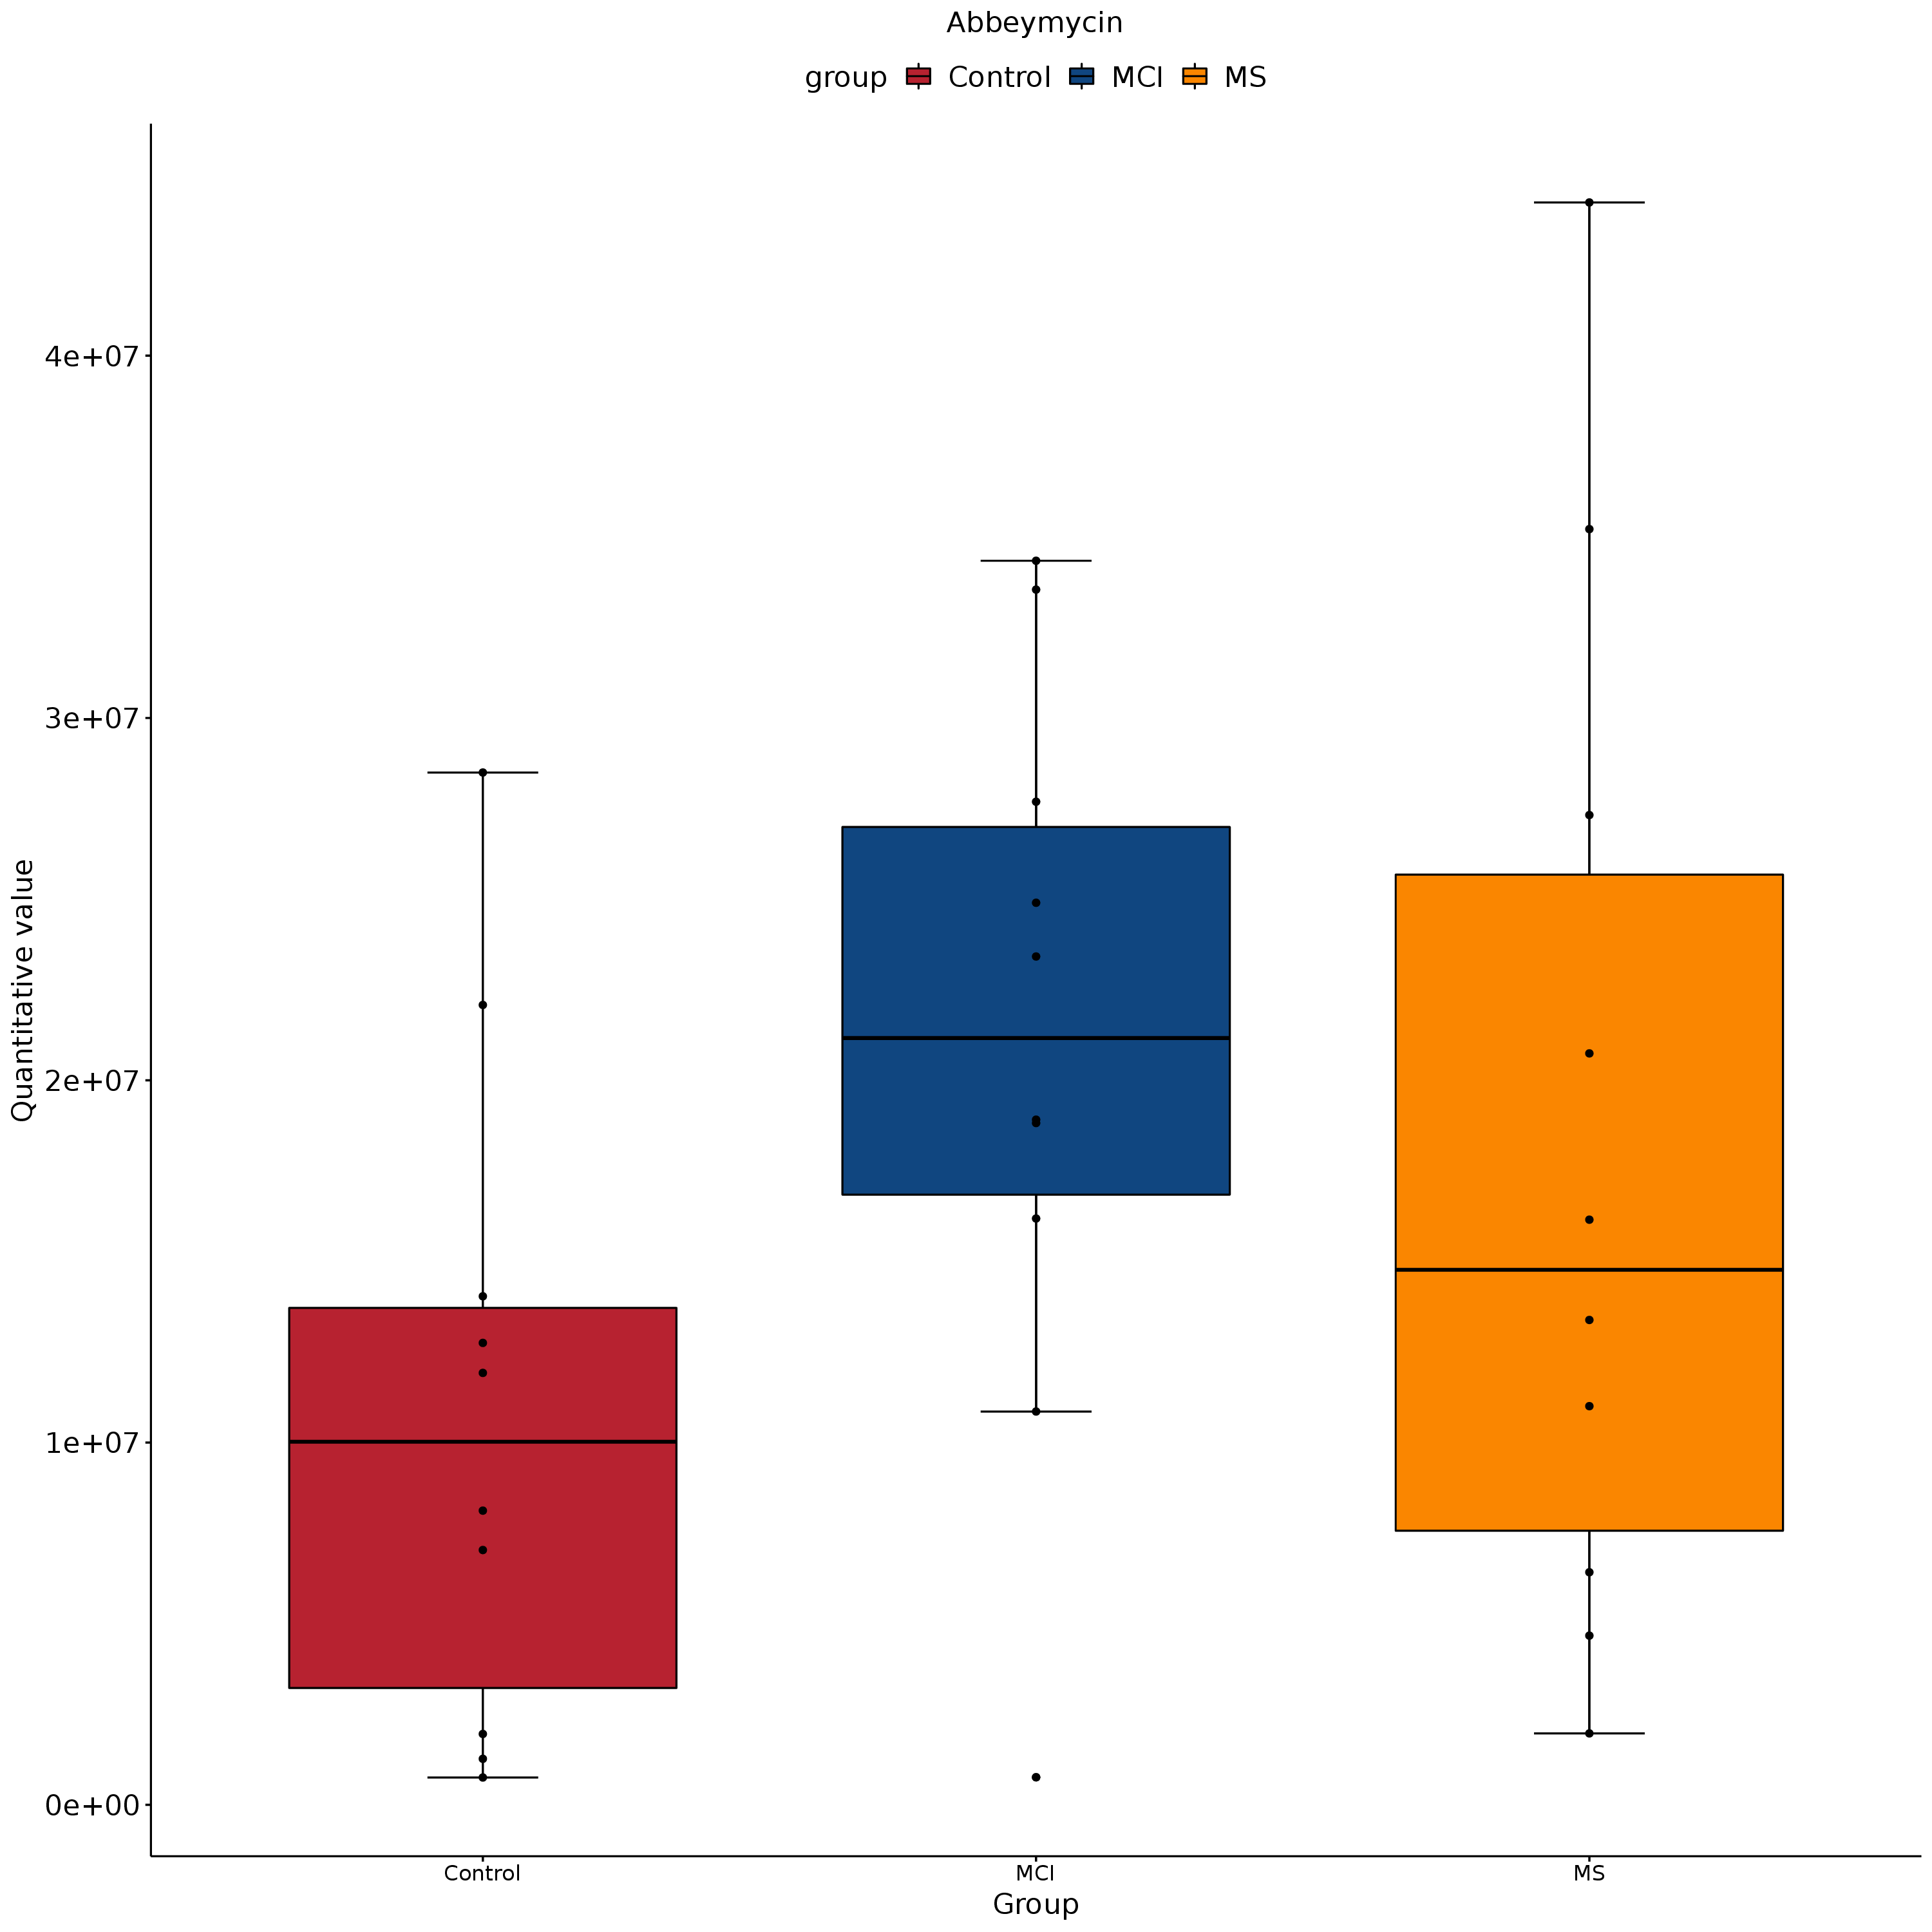 Abbeymycin
group Control MCI MS
Quantitative value
4e+07
3e+07
2e+07
1e+07
0e+00
Control MCI MS
Group